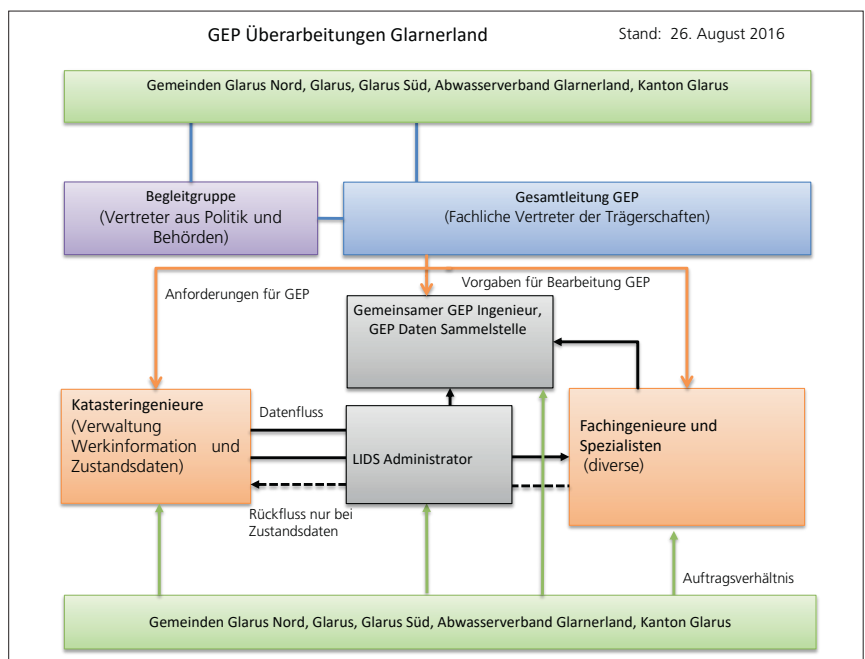 GEP Überarbeitungen Glarnerland
Stand: 26. August 2016
Gemeinden Glarus Nord, Glarus, Glarus Süd, Abwasserverband Glarnerland, Kanton Glarus
Begleitgruppe
(Vertreter aus Politik und
Behörden)
Gesamtleitung GEP
(Fachliche Vertreter der Trägerschaften)
Anforderungen für GEP
Vorgaben für Bearbeitung GEP
Gemeinsamer GEP Ingenieur,
GEP Daten Sammelstelle
Katasteringenieure
(Verwaltung
Werkinformation und
Zustandsdaten)
Datenfluss
LIDS Administrator
Fachingenieure und
Spezialisten
(diverse)
Rückfluss nur bei
Zustandsdaten
Auftragsverhältnis
Gemeinden Glarus Nord, Glarus, Glarus Süd, Abwasserverband Glarnerland, Kanton Glarus